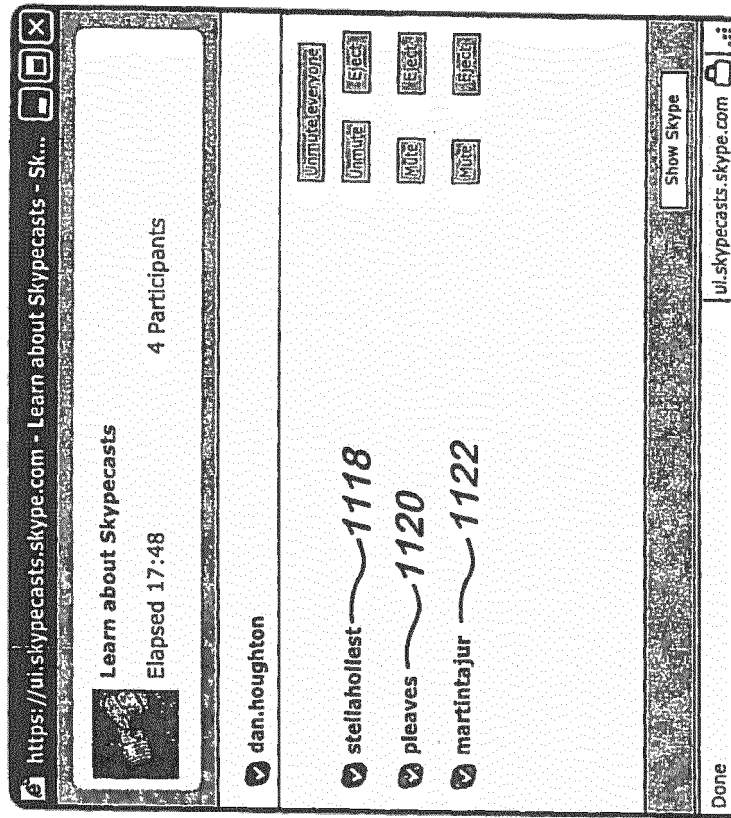 https://ui.skypecasts.skype.com - Learn about Skypecasts - Sk...
Learn about Skypecasts
Elapsed 17:48 4 Participants
dan.houghton
Unmute everyone
stellahollest 1118 Unmute Eject
pleaves 1120 Mute Eject
martintajur 1122 Mute Eject
Show Skype
Done ui.skypecasts.skype.com